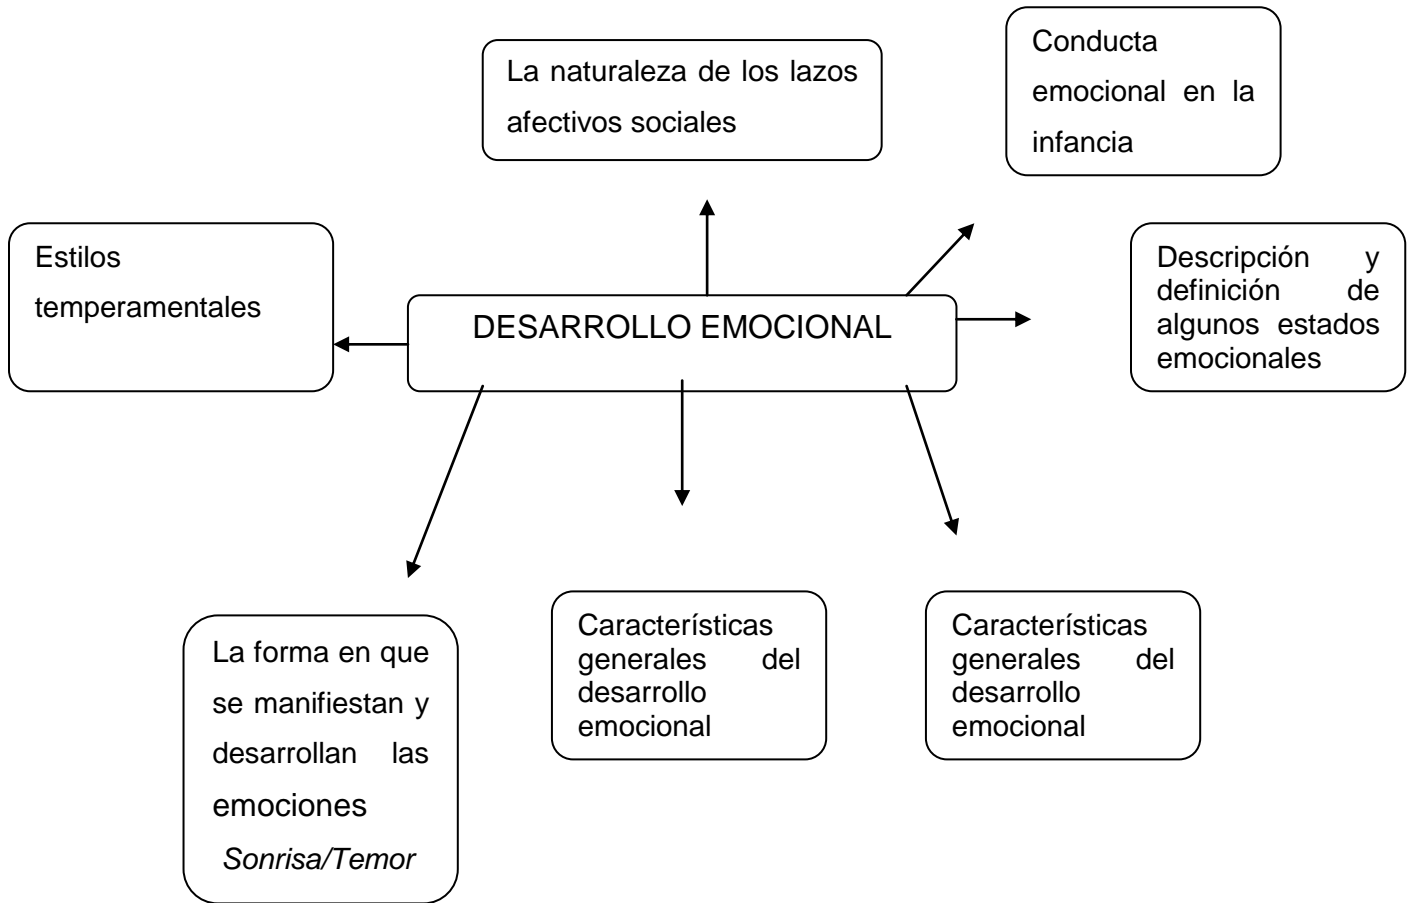 La naturaleza de los lazos
afectivos sociales
Conducta
emocional en la
infancia
Estilos
temperamentales
Descripción y
definición de
algunos estados
emocionales
DESARROLLO EMOCIONAL
La forma en que
se manifiestan y
desarrollan las
emociones
Sonrisa/Temor
Características
generales del
desarrollo
emocional
Características
generales del
desarrollo
emocional